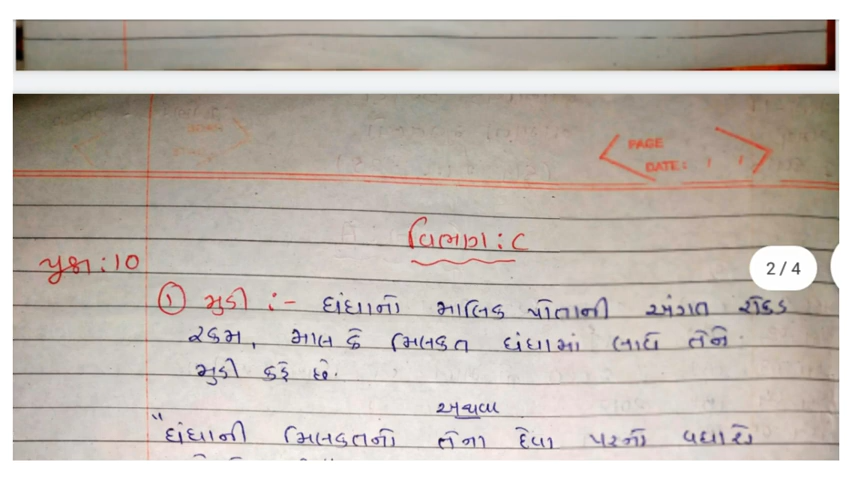 PAGE
DATE: / /
વિભાગ : C
પ્રશ્ન : 10
① મુડી :- ધંધાનો માલિક પોતાની અંગત રોકડ
રકમ, માલ કે મિલકત ધંધામાં લાવે તેને
મુડી કહે છે.
અથવા
"ધંધાની મિલકતનો તેના દેવા પરનો વધારો
2/4